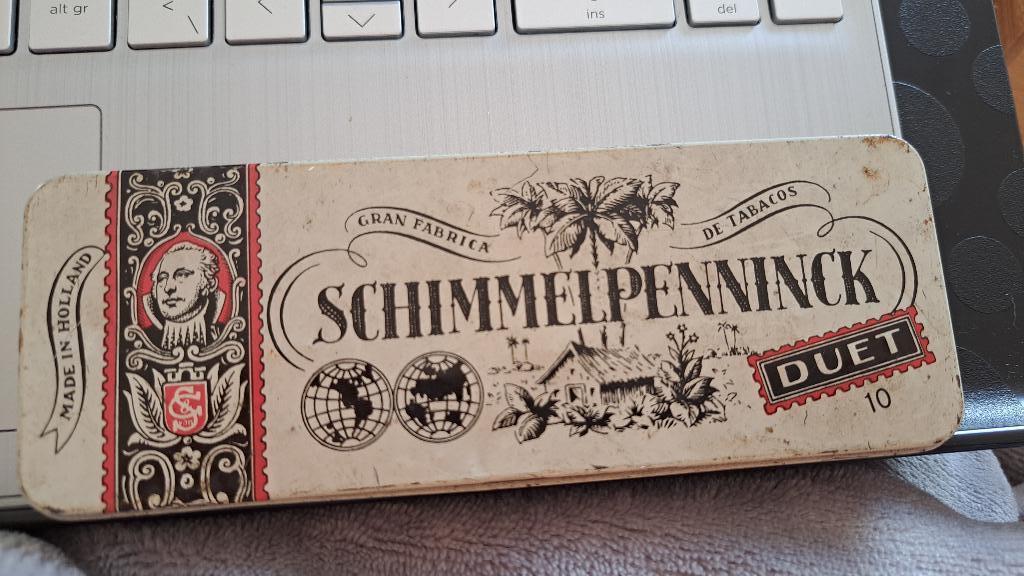 alt gr
<
\
<
>
ins
del
MADE IN HOLLAND
GRAN FABRICA
DE TABACOS
SCHIMMELPENNINCK
DUET
10